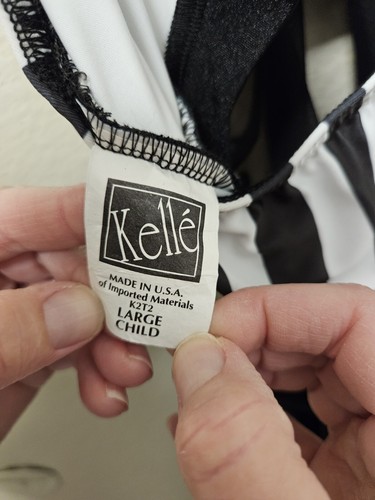 Kellé
MADE IN U.S.A.
of Imported Materials
K2T2
LARGE
CHILD